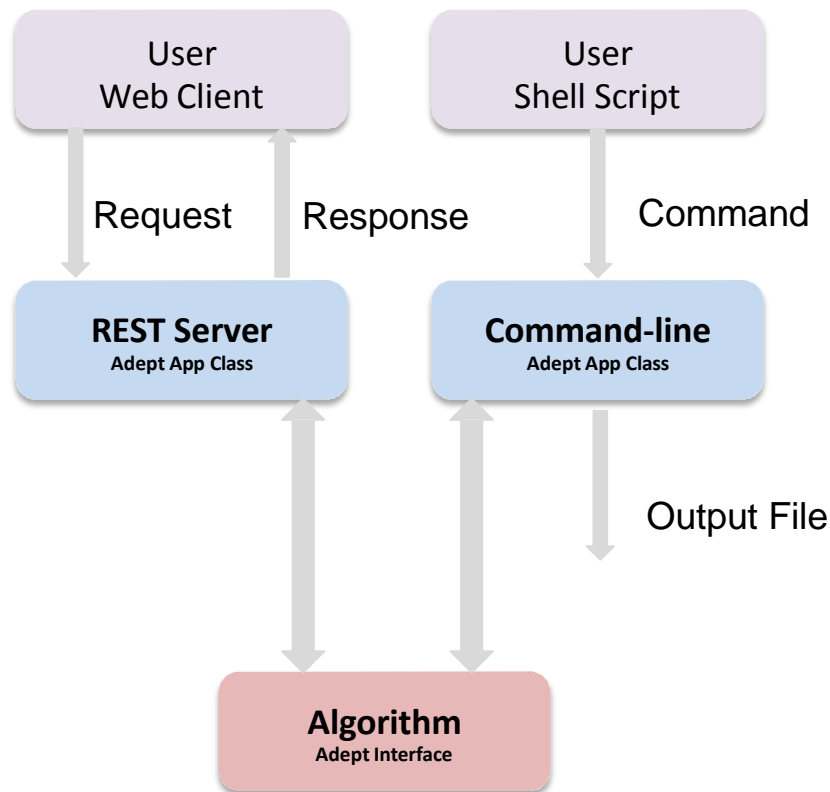 User
Web Client
User
Shell Script
Request
Response
Command
REST Server
Adept App Class
Command-line
Adept App Class
Output File
Algorithm
Adept Interface